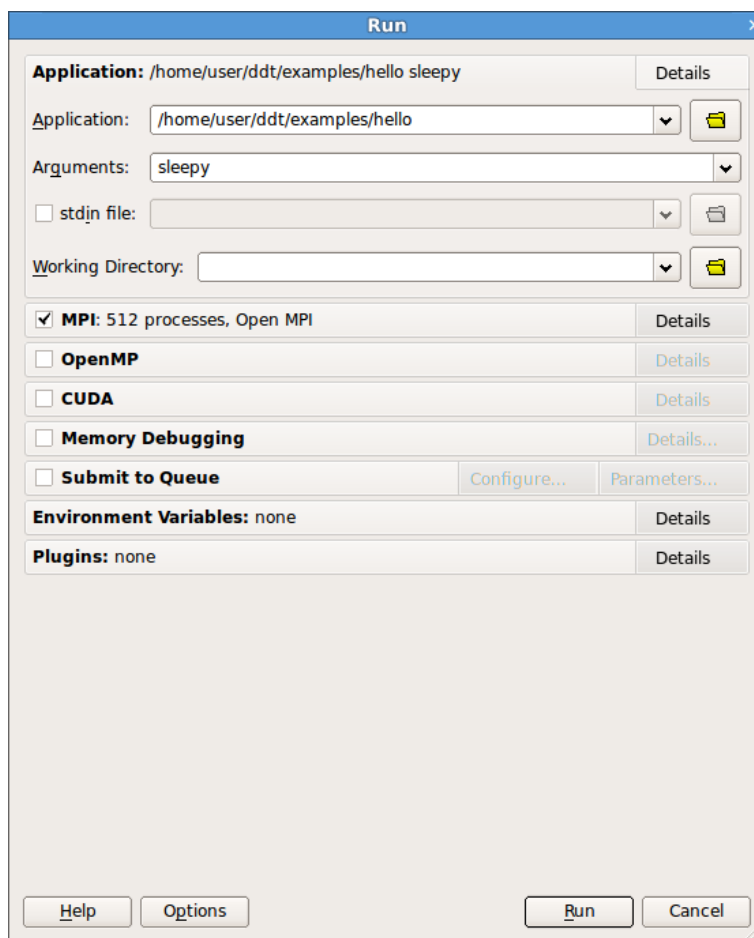 Run
Application: /home/user/ddt/examples/hello sleepy Details
Application: /home/user/ddt/examples/hello
Arguments: sleepy
stdin file:
Working Directory:
MPI: 512 processes, Open MPI Details
OpenMP Details
CUDA Details
Memory Debugging Details...
Submit to Queue Configure... Parameters...
Environment Variables: none Details
Plugins: none Details
Help Options Run Cancel